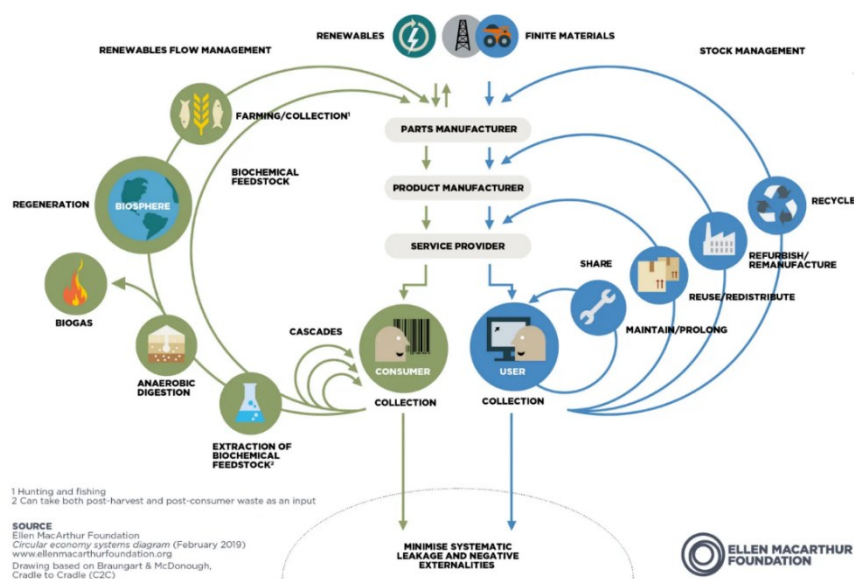 RENEWABLES
FINITE MATERIALS
RENEWABLES FLOW MANAGEMENT
STOCK MANAGEMENT
FARMING/COLLECTION¹
PARTS MANUFACTURER
BIOCHEMICAL
FEEDSTOCK
PRODUCT MANUFACTURER
REGENERATION
BIOSPHERE
RECYCLE
SERVICE PROVIDER
SHARE
REFURBISH/
REMANUFACTURE
REUSE/REDISTRIBUTE
BIOGAS
CASCADES
MAINTAIN/PROLONG
CONSUMER
USER
ANAEROBIC
DIGESTION
COLLECTION
COLLECTION
EXTRACTION OF
BIOCHEMICAL
FEEDSTOCK²
1 Hunting and fishing
2 Can take both post-harvest and post-consumer waste as an input
SOURCE
Ellen MacArthur Foundation
Circular economy systems diagram (February 2019)
www.ellenmacarthurfoundation.org
Drawing based on Braungart & McDonough,
Cradle to Cradle (C2C)
MINIMISE SYSTEMATIC
LEAKAGE AND NEGATIVE
EXTERNALITIES
ELLEN MACARTHUR
FOUNDATION